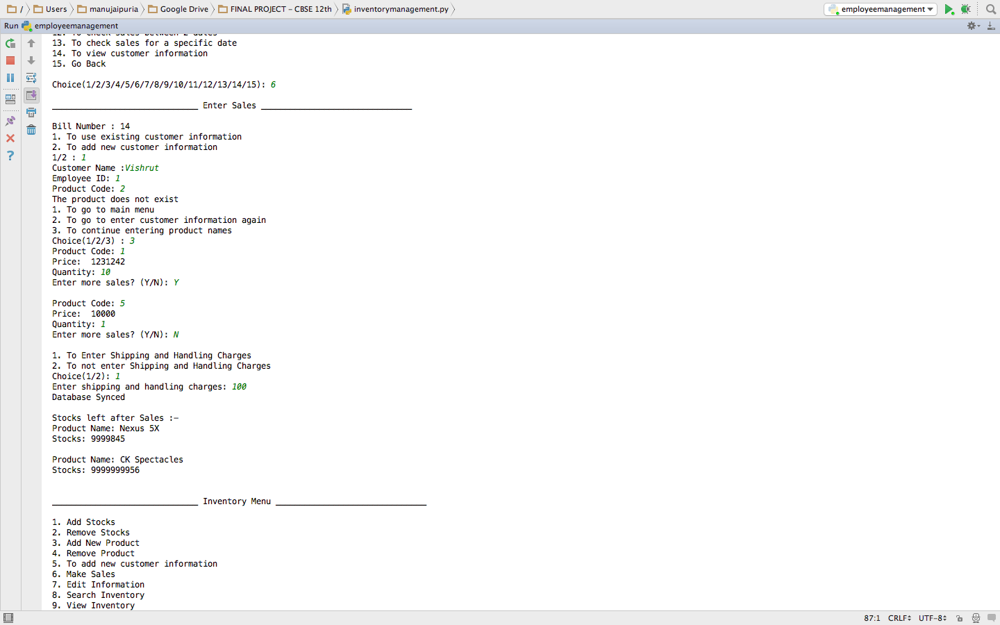 / Users manujaipuria Google Drive FINAL PROJECT - CBSE 12th inventorymanagement.py employeemanagement
Run employeemanagement
12. To check sales between 2 dates
13. To check sales for a specific date
14. To view customer information
15. Go Back
Choice(1/2/3/4/5/6/7/8/9/10/11/12/13/14/15): 6
______________________________ Enter Sales _______________________________
Bill Number : 14
1. To use existing customer information
2. To add new customer information
1/2 : 1
Customer Name :Vishrut
Employee ID: 1
Product Code: 2
The product does not exist
1. To go to main menu
2. To go to enter customer information again
3. To continue entering product names
Choice(1/2/3) : 3
Product Code: 1
Price:  1231242
Quantity: 10
Enter more sales? (Y/N): Y
Product Code: 5
Price:  10000
Quantity: 1
Enter more sales? (Y/N): N
1. To Enter Shipping and Handling Charges
2. To not enter Shipping and Handling Charges
Choice(1/2): 1
Enter shipping and handling charges: 100
Database Synced
Stocks left after Sales :-
Product Name: Nexus 5X
Stocks: 9999845
Product Name: CK Spectacles
Stocks: 9999999956
______________________________ Inventory Menu _______________________________
1. Add Stocks
2. Remove Stocks
3. Add New Product
4. Remove Product
5. To add new customer information
6. Make Sales
7. Edit Information
8. Search Inventory
9. View Inventory
87:1 CRLF UTF-8